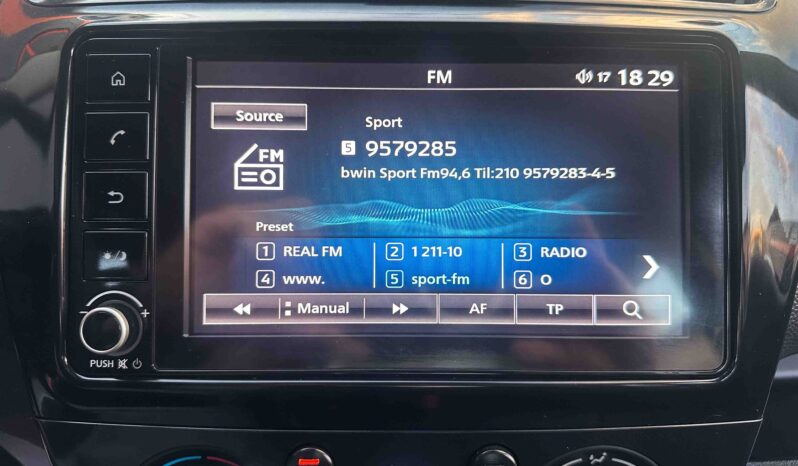 FM
17 18 29
Source
Sport
FM
5 9579285
bwin Sport Fm94,6 Til:210 9579283-4-5
Preset
1 REAL FM 2 1 211-10 3 RADIO
4 www. 5 sport-fm 6 O
Manual AF TP
- +
PUSH